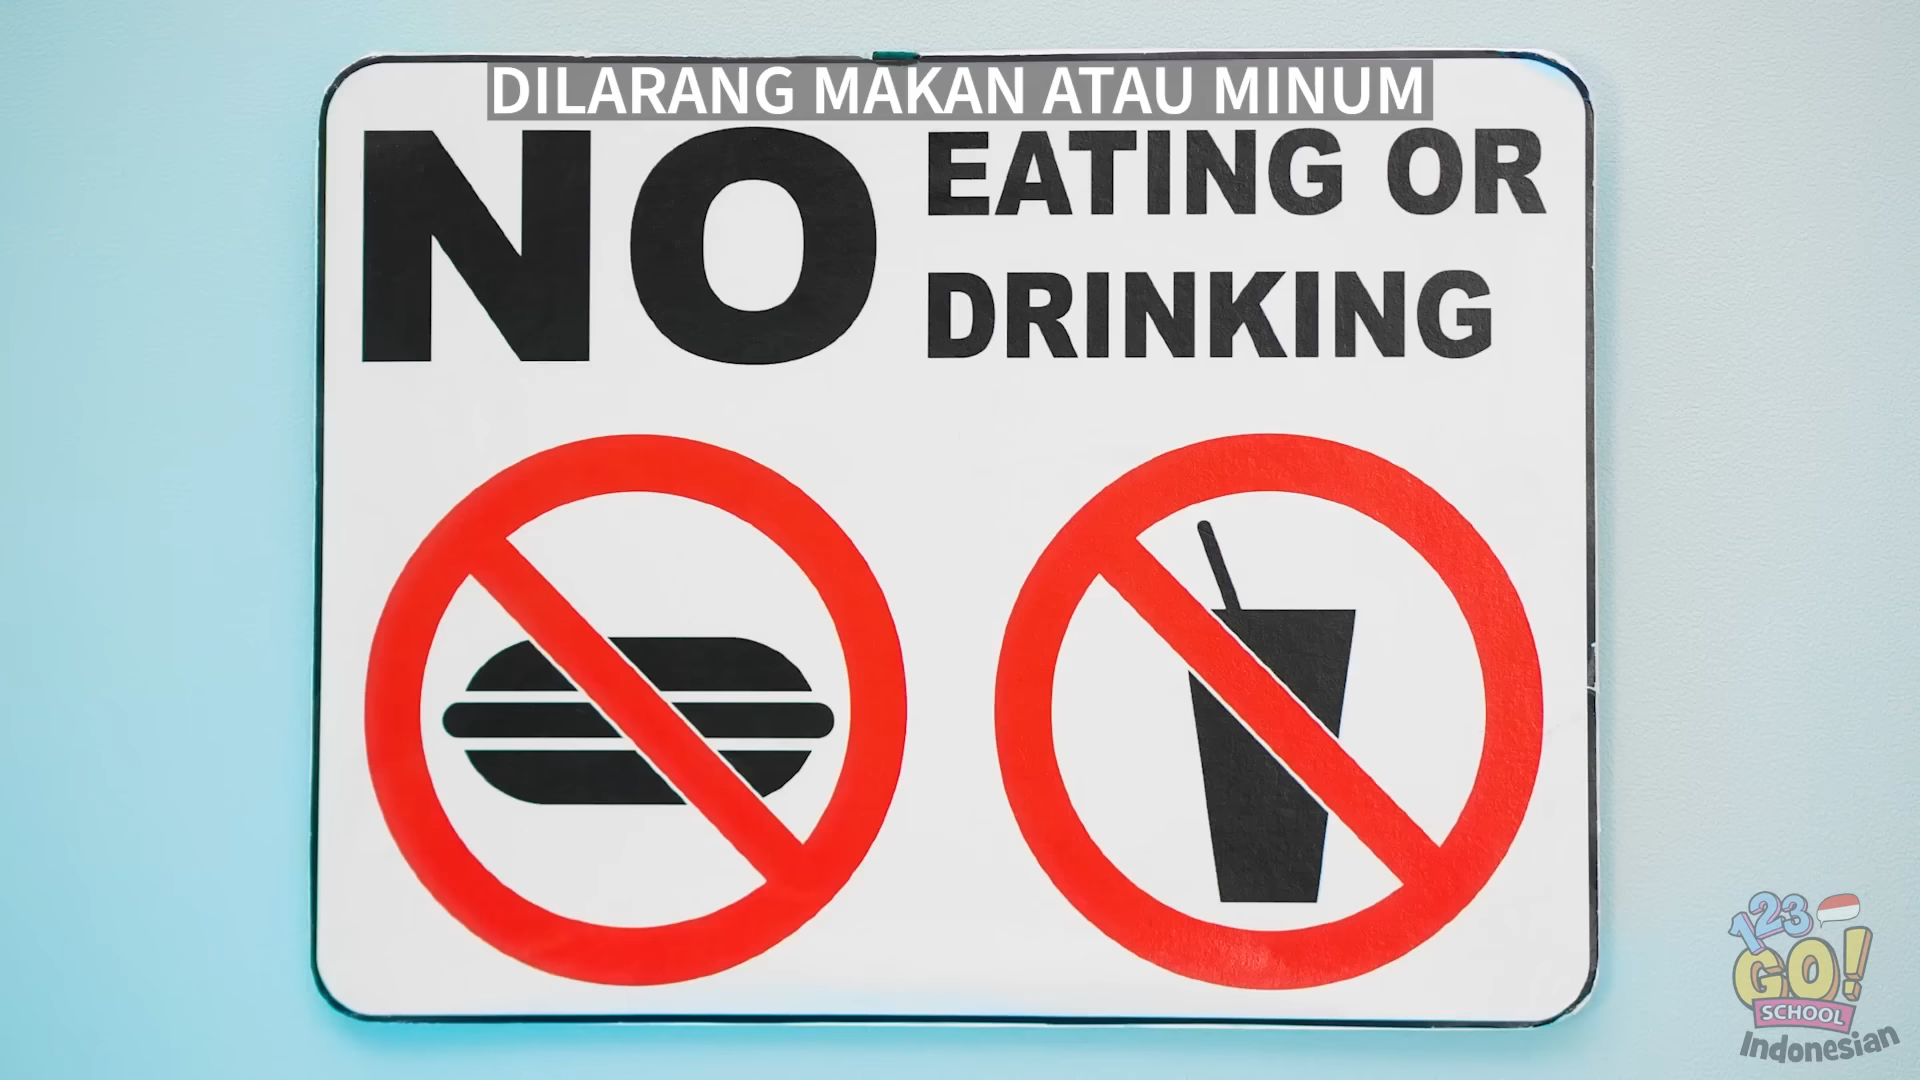 DILARANG MAKAN ATAU MINUM
NO EATING OR
DRINKING
123
GO!
SCHOOL
Indonesian